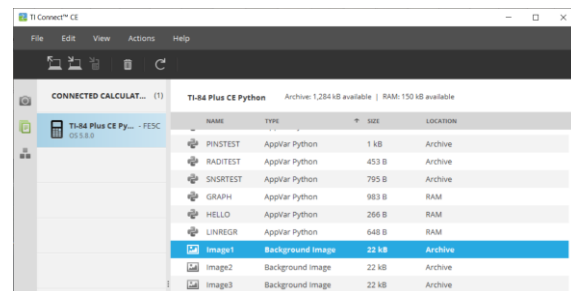 TI Connect™ CE
File Edit View Actions Help
CONNECTED CALCULAT... (1)
TI-84 Plus CE Python Archive: 1,284 kB available | RAM: 150 kB available
TI-84 Plus CE Py... - FE5C
OS 5.8.0
NAME TYPE SIZE LOCATION
PINSTEST AppVar Python 1 kB Archive
RADITEST AppVar Python 453 B Archive
SNSRTEST AppVar Python 795 B Archive
GRAPH AppVar Python 983 B RAM
HELLO AppVar Python 266 B RAM
LINREGR AppVar Python 648 B RAM
Image1 Background Image 22 kB Archive
Image2 Background Image 22 kB Archive
Image3 Background Image 22 kB Archive